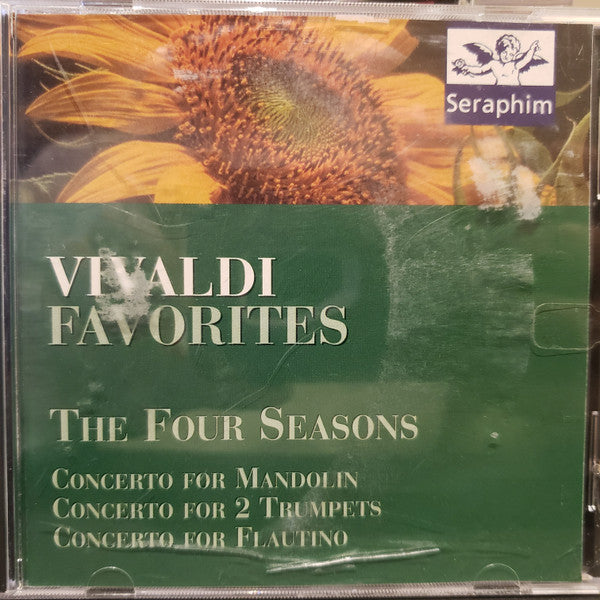 Seraphim
VIVALDI
FAVORITES
THE FOUR SEASONS
CONCERTO FOR MANDOLIN
CONCERTO FOR 2 TRUMPETS
CONCERTO FOR FLAUTINO